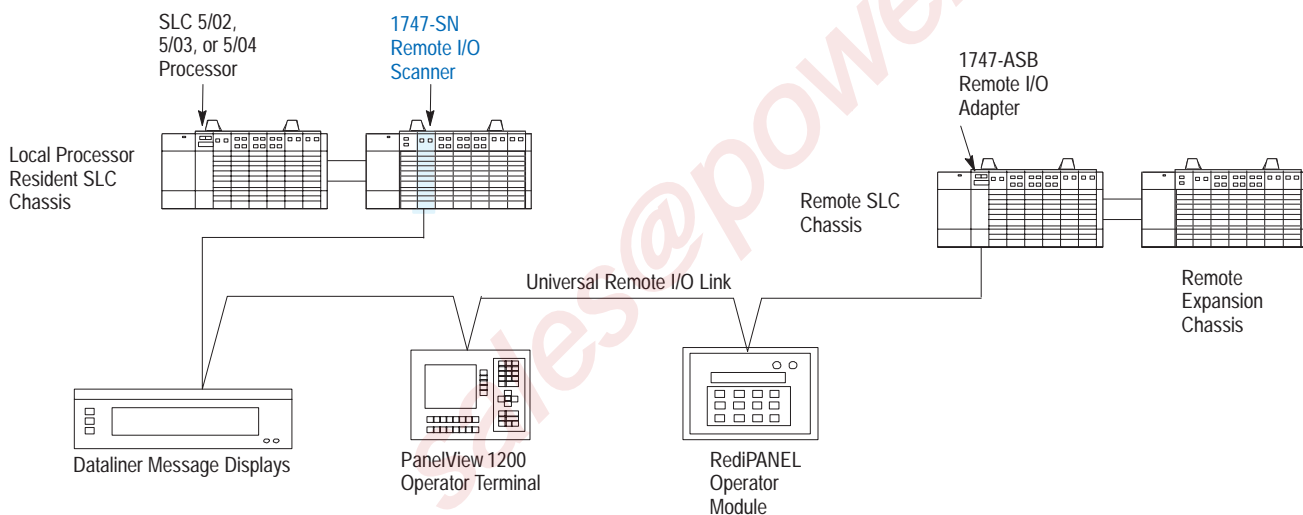 SLC 5/02,
5/03, or 5/04
Processor
1747-SN
Remote I/O
Scanner
1747-ASB
Remote I/O
Adapter
Local Processor
Resident SLC
Chassis
Remote SLC
Chassis
Universal Remote I/O Link
Remote
Expansion
Chassis
Dataliner Message Displays
PanelView 1200
Operator Terminal
RediPANEL
Operator
Module
sales@power